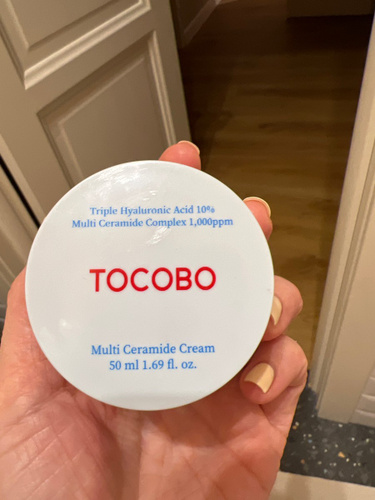 Triple Hyaluronic Acid 10%
Multi Ceramide Complex 1,000ppm
TOCOBO
Multi Ceramide Cream
50 ml 1.69 fl. oz.